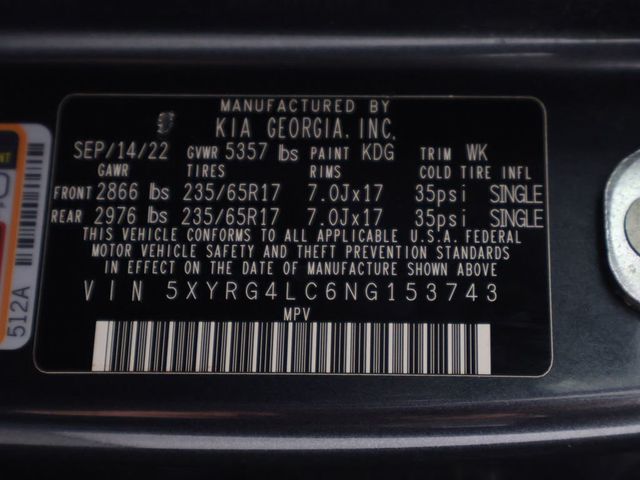 MANUFACTURED BY
KIA GEORGIA, INC.
SEP/14/22 GVWR 5357 lbs PAINT KDG TRIM WK
GAWR TIRES RIMS COLD TIRE INFL
FRONT 2866 lbs 235/65R17 7.0Jx17 35psi SINGLE
REAR 2976 lbs 235/65R17 7.0Jx17 35psi SINGLE
THIS VEHICLE CONFORMS TO ALL APPLICABLE U.S.A. FEDERAL
MOTOR VEHICLE SAFETY AND THEFT PREVENTION STANDARDS
IN EFFECT ON THE DATE OF MANUFACTURE SHOWN ABOVE
VIN 5XYRG4LC6NG153743
MPV
512A